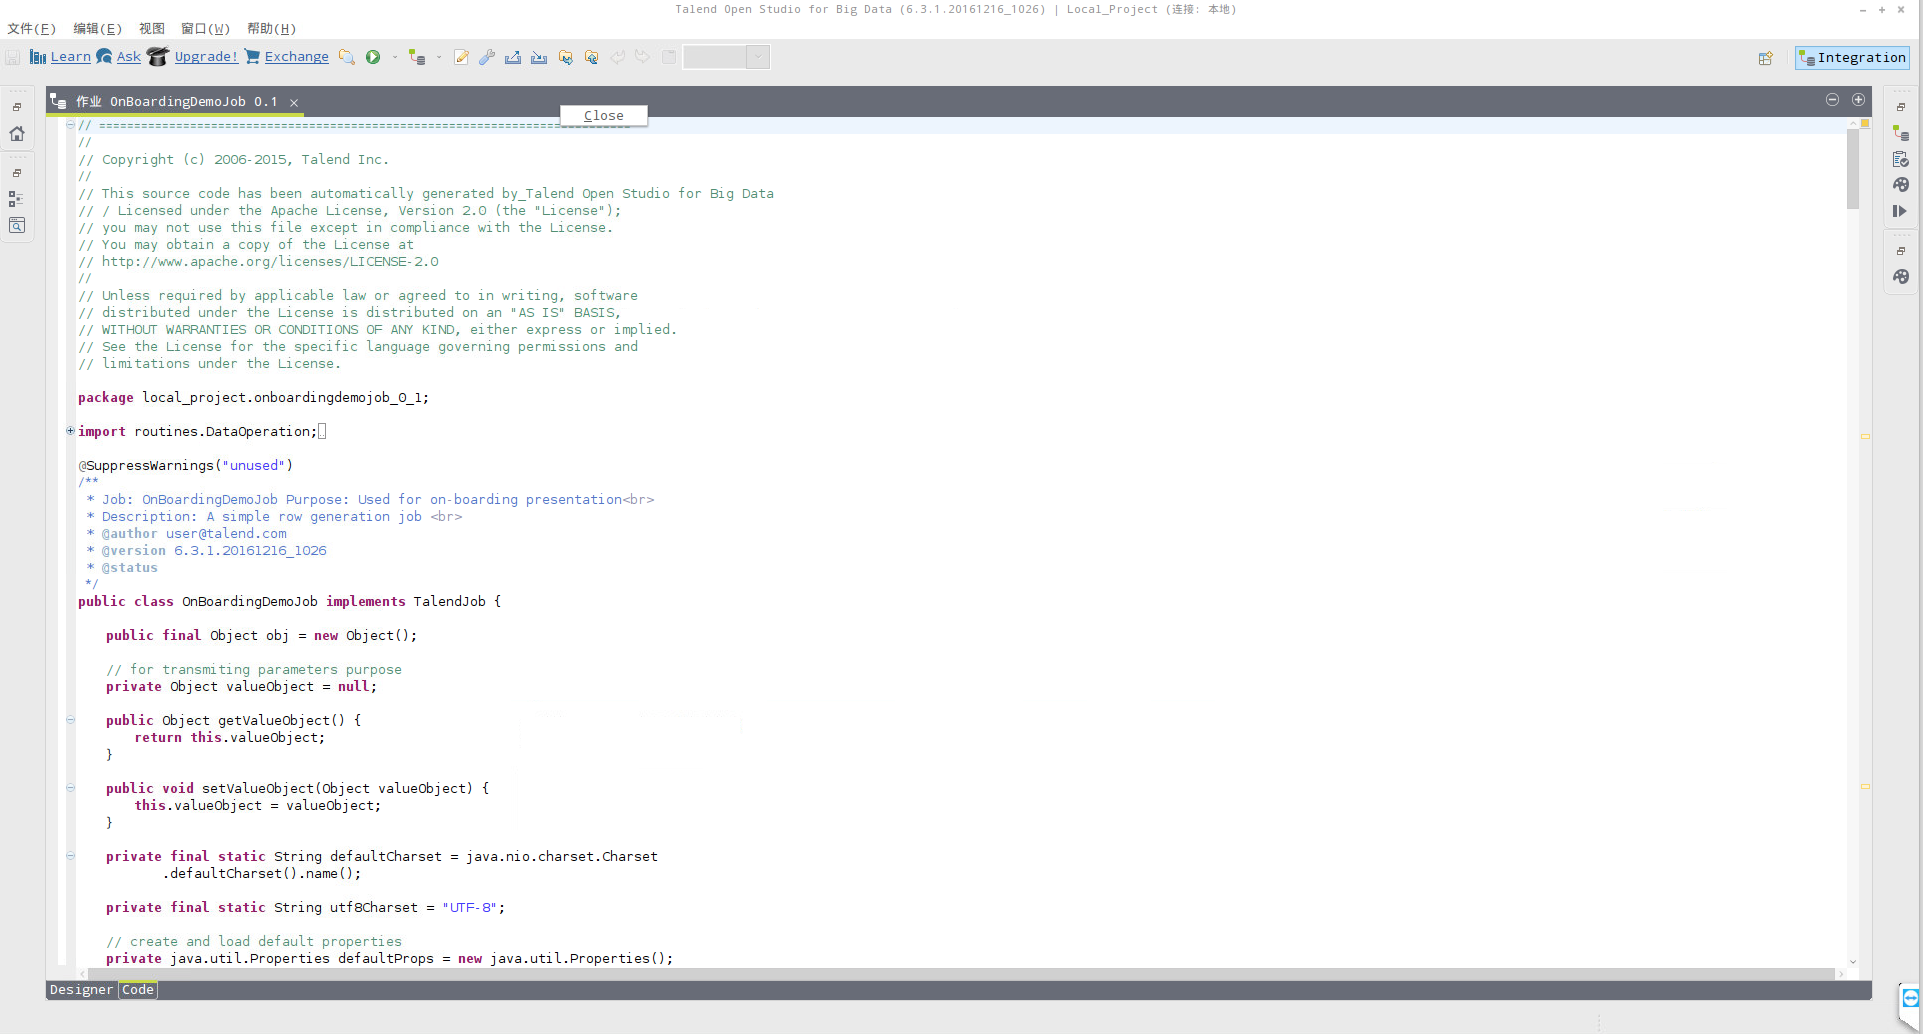 Talend Open Studio for Big Data (6.3.1.20161216_1026) | Local_Project (连接: 本地)
文件(F) 编辑(E) 视图 窗口(W) 帮助(H)
Learn Ask Upgrade! Exchange Integration
作业 OnBoardingDemoJob 0.1
Close
// ==================================================================
//
// Copyright (c) 2006-2015, Talend Inc.
//
// This source code has been automatically generated by_Talend Open Studio for Big Data
// / Licensed under the Apache License, Version 2.0 (the "License");
// you may not use this file except in compliance with the License.
// You may obtain a copy of the License at
// http://www.apache.org/licenses/LICENSE-2.0
//
// Unless required by applicable law or agreed to in writing, software
// distributed under the License is distributed on an "AS IS" BASIS,
// WITHOUT WARRANTIES OR CONDITIONS OF ANY KIND, either express or implied.
// See the License for the specific language governing permissions and
// limitations under the License.
package local_project.onboardingdemojob_0_1;
import routines.DataOperation;
@SuppressWarnings("unused")
/**
* Job: OnBoardingDemoJob Purpose: Used for on-boarding presentation<br>
* Description: A simple row generation job <br>
* @author user@talend.com
* @version 6.3.1.20161216_1026
* @status
*/
public class OnBoardingDemoJob implements TalendJob {
public final Object obj = new Object();
// for transmiting parameters purpose
private Object valueObject = null;
public Object getValueObject() {
return this.valueObject;
}
public void setValueObject(Object valueObject) {
this.valueObject = valueObject;
}
private final static String defaultCharset = java.nio.charset.Charset
.defaultCharset().name();
private final static String utf8Charset = "UTF-8";
// create and load default properties
private java.util.Properties defaultProps = new java.util.Properties();
Designer Code